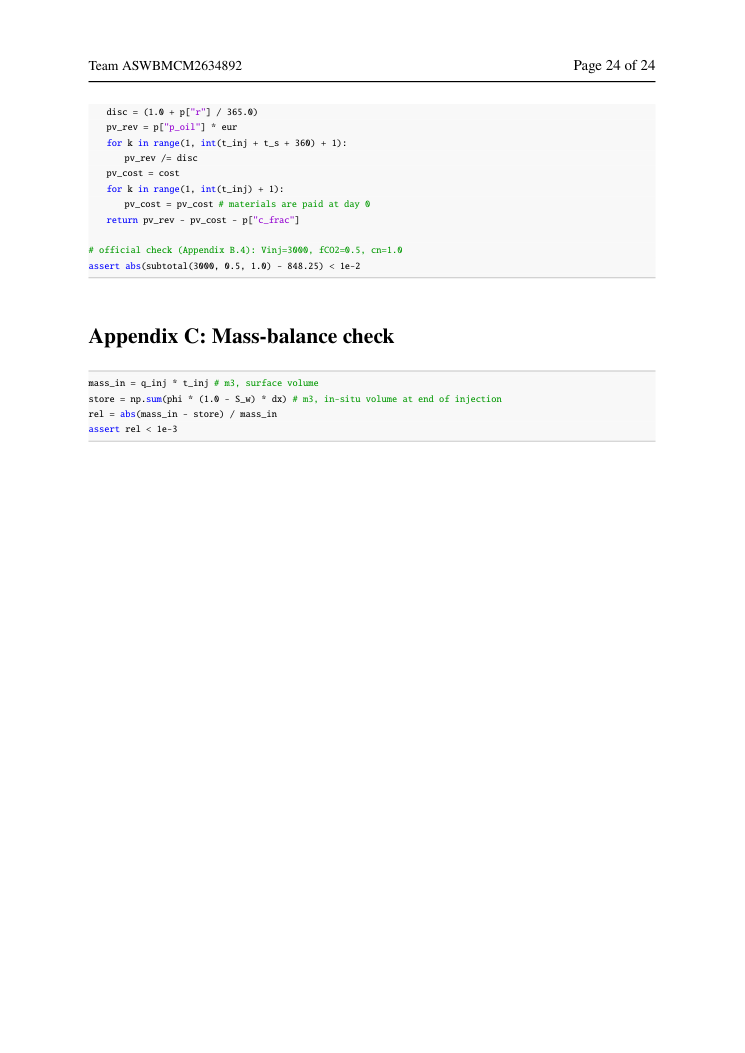 Team ASWBMCM2634892
Page 24 of 24
disc = (1.0 + p["r"] / 365.0)
pv_rev = p["p_oil"] * eur
for k in range(1, int(t_inj + t_s + 360) + 1):
pv_rev /= disc
pv_cost = cost
for k in range(1, int(t_inj) + 1):
pv_cost = pv_cost # materials are paid at day 0
return pv_rev - pv_cost - p["c_frac"]
# official check (Appendix B.4): Vinj=3000, fCO2=0.5, cn=1.0
assert abs(subtotal(3000, 0.5, 1.0) - 848.25) < 1e-2
Appendix C: Mass-balance check
mass_in = q_inj * t_inj # m3, surface volume
store = np.sum(phi * (1.0 - S_w) * dx) # m3, in-situ volume at end of injection
rel = abs(mass_in - store) / mass_in
assert rel < 1e-3